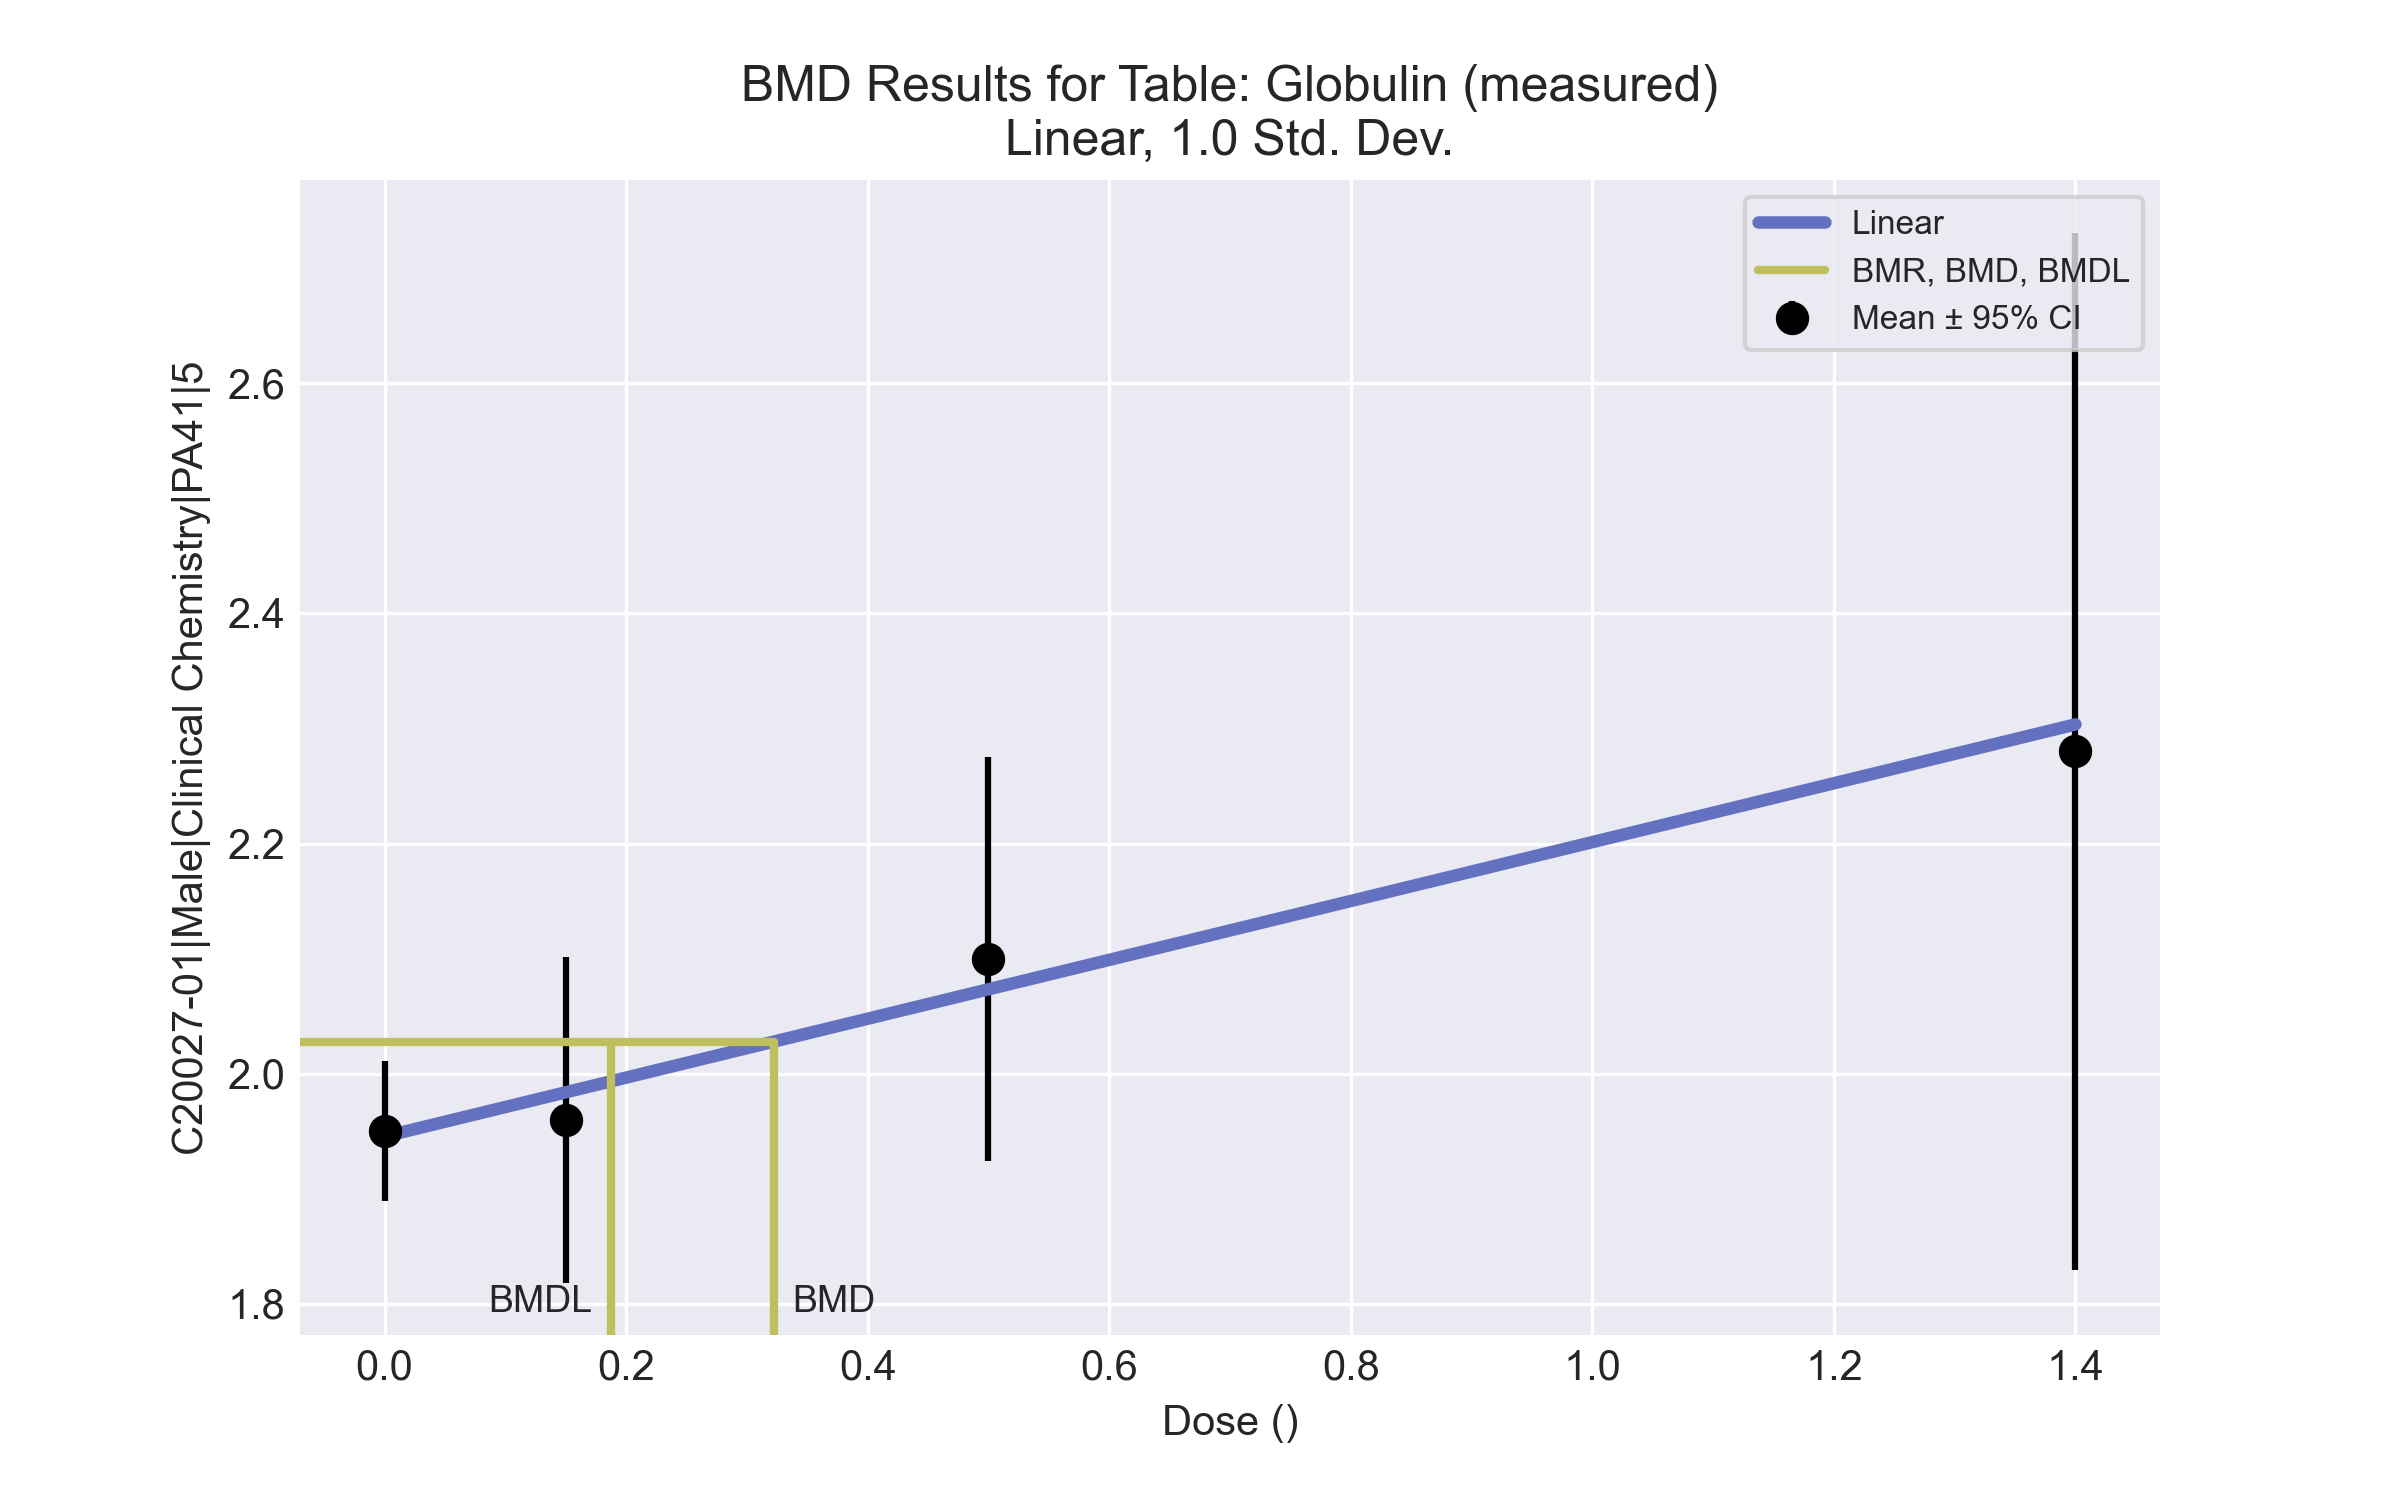 BMD Results for Table: Globulin (measured)
Linear, 1.0 Std. Dev.
Linear
BMR, BMD, BMDL
Mean ± 95% CI
C20027-01|Male|Clinical Chemistry|PA41|5
2.6
2.4
2.2
2.0
1.8
BMDL
BMD
0.0 0.2 0.4 0.6 0.8 1.0 1.2 1.4
Dose ()